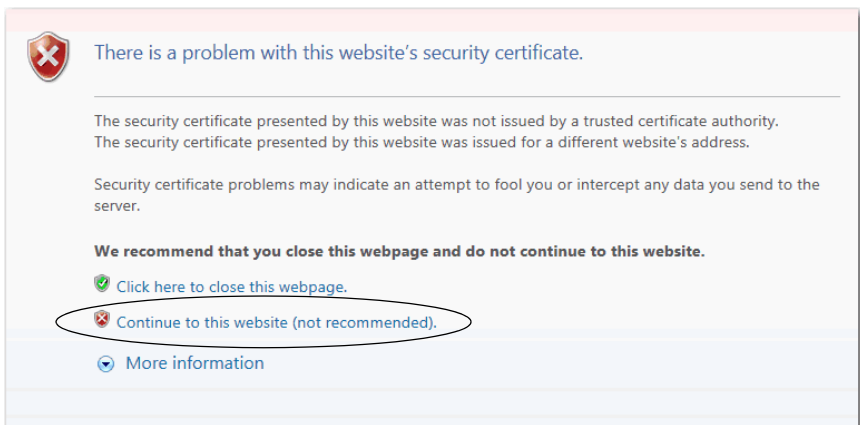 There is a problem with this website’s security certificate.
The security certificate presented by this website was not issued by a trusted certificate authority.
The security certificate presented by this website was issued for a different website's address.
Security certificate problems may indicate an attempt to fool you or intercept any data you send to the
server.
We recommend that you close this webpage and do not continue to this website.
Click here to close this webpage.
Continue to this website (not recommended).
More information